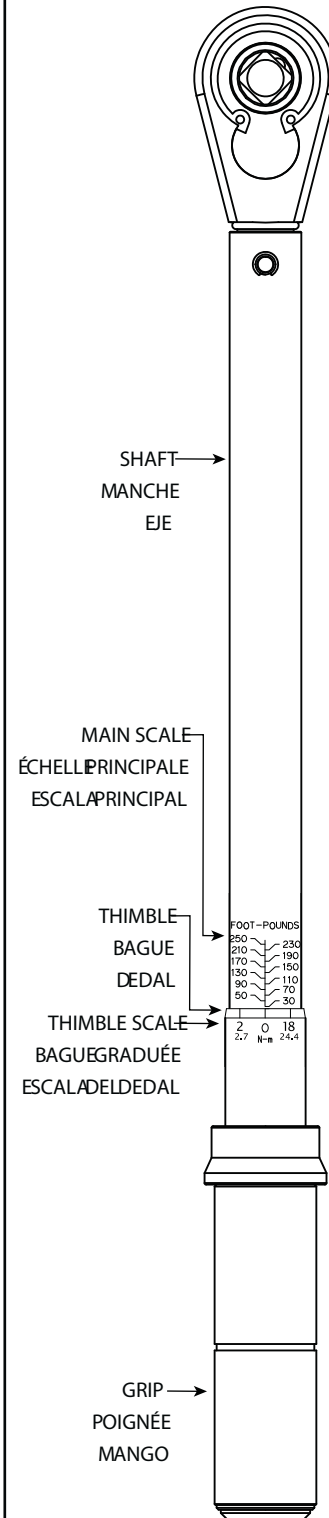 SHAFT
MANCHE
EJE
MAIN SCALE
ÉCHELLE PRINCIPALE
ESCALA PRINCIPAL
THIMBLE
BAGUE
DEDAL
FOOT-POUNDS
250 230
210 190
170 150
130 110
90 70
50 30
THIMBLE SCALE
BAGUE GRADUÉE
ESCALA DEL DEDAL
2 0 18
2.7 N-m 24.4
GRIP
POIGNÉE
MANGO